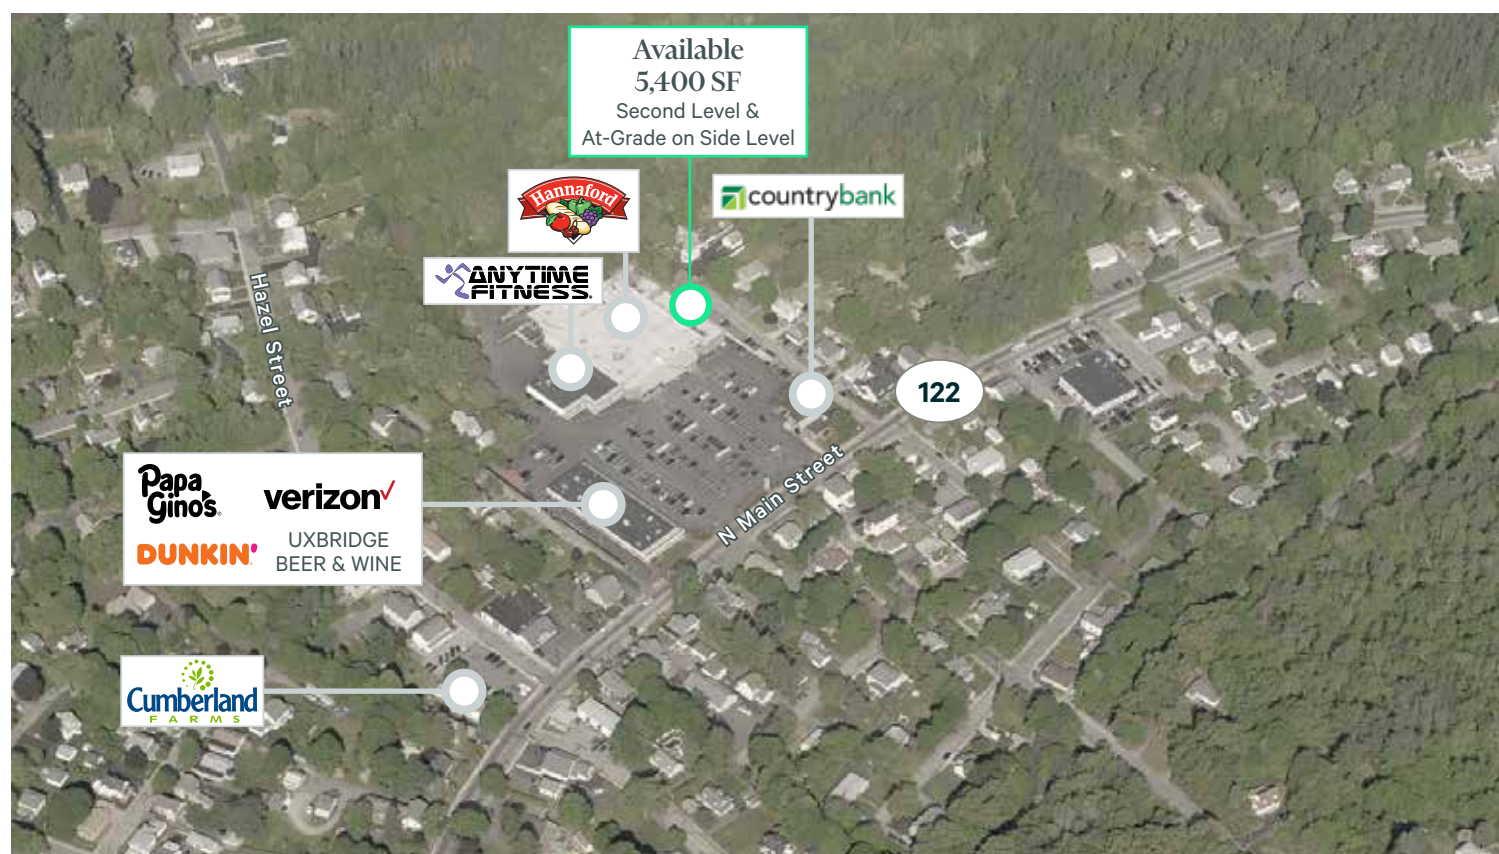 Available
5,400 SF
Second Level &
At-Grade on Side Level
Hannaford
countrybank
ANYTIME
FITNESS
Hazel Street
122
N Main Street
Papa
Gino's
verizon
DUNKIN'
UXBRIDGE
BEER & WINE
Cumberland
FARMS